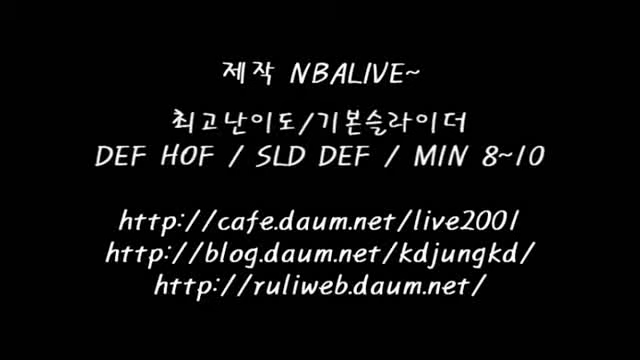 제작 NBALIVE~
최고난이도/기본슬라이더
DEF HOF / SLD DEF / MIN 8~10
http://cafe.daum.net/live2001
http://blog.daum.net/kdjungkd/
http://ruliweb.daum.net/